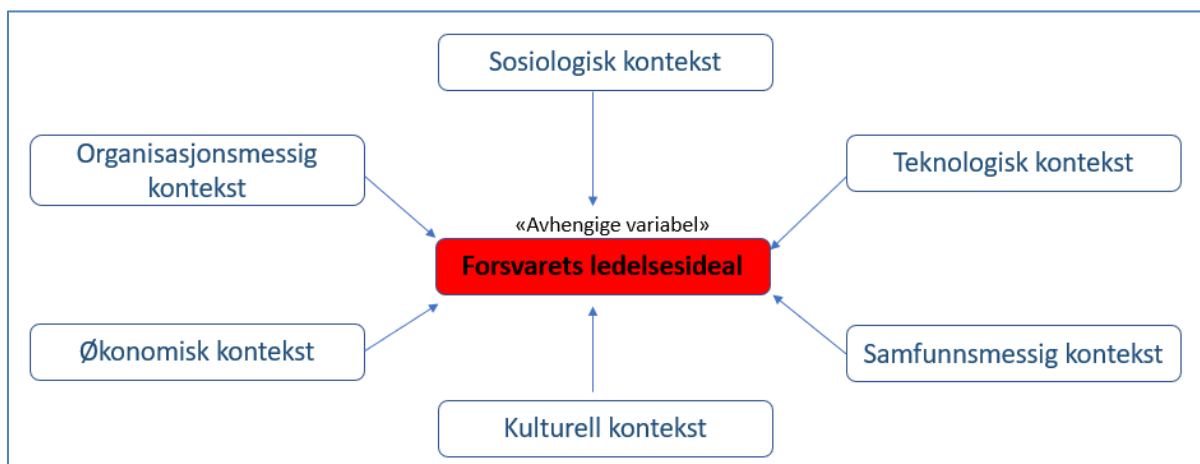 Sosiologisk kontekst
Organisasjonsmessig
kontekst
Teknologisk kontekst
«Avhengige variabel»
Forsvarets ledelsesideal
Økonomisk kontekst
Samfunnsmessig kontekst
Kulturell kontekst